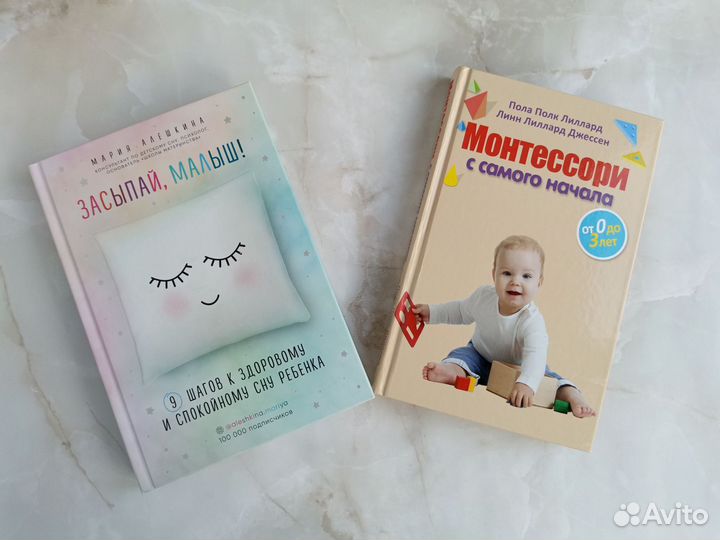 МАРИЯ АЛЕШКИНА
КОНСУЛЬТАНТ ПО ДЕТСКОМУ СНУ, ПСИХОЛОГ,
ОСНОВАТЕЛЬ «ШКОЛЫ МАТЕРИНСТВА»
ЗАСЫПАЙ, МАЛЫШ!
9 ШАГОВ К ЗДОРОВОМУ
И СПОКОЙНОМУ СНУ РЕБЕНКА
@aleshkina.mariya
100 000 подписчиков
Пола Полк Лиллард
Линн Лиллард Джессен
Монтессори
с самого начала
от 0 до
3 лет
Avito